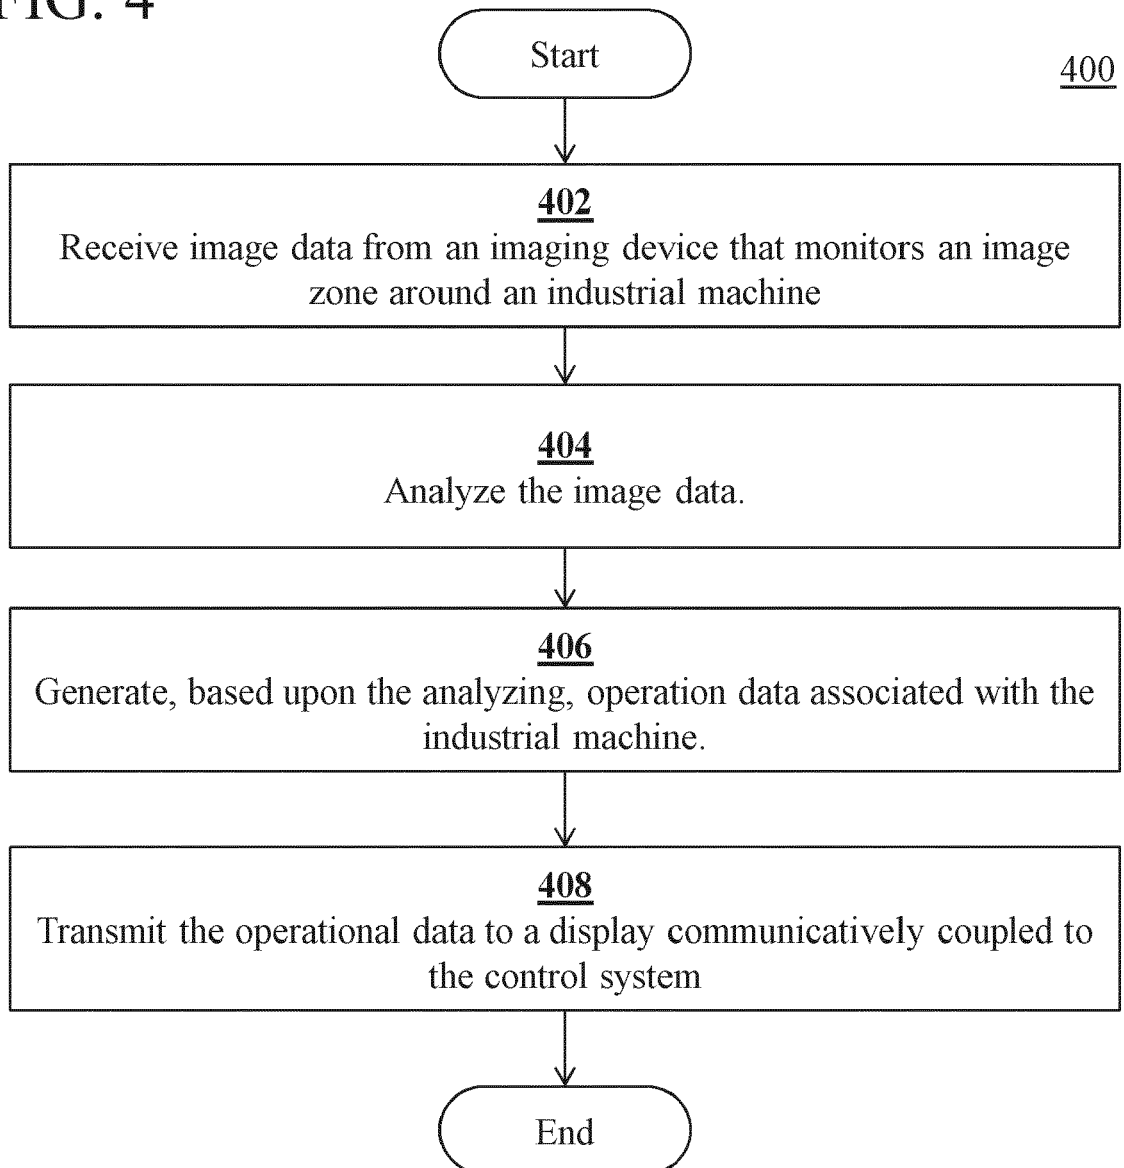 FIG. 4
Start
400
402
Receive image data from an imaging device that monitors an image
zone around an industrial machine
404
Analyze the image data.
406
Generate, based upon the analyzing, operation data associated with the
industrial machine.
408
Transmit the operational data to a display communicatively coupled to
the control system
End